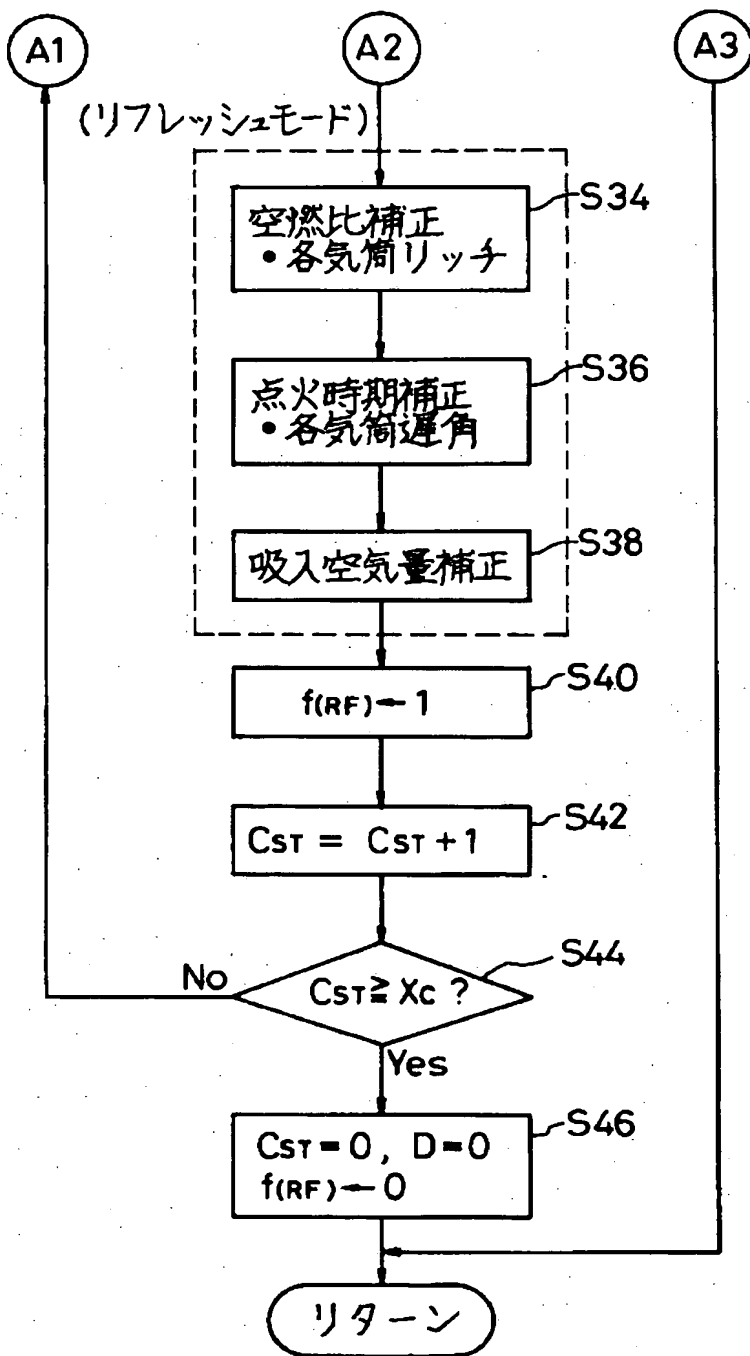 A1
A2
A3
(リフレッシュモード)
空燃比補正
• 各気筒リッチ
S34
点火時期補正
• 各気筒遅角
S36
吸入空気量補正
S38
f(RF)←1
S40
CST = CST+1
S42
CST≧XC ?
S44
No
Yes
CST=0, D=0
f(RF)←0
S46
リターン